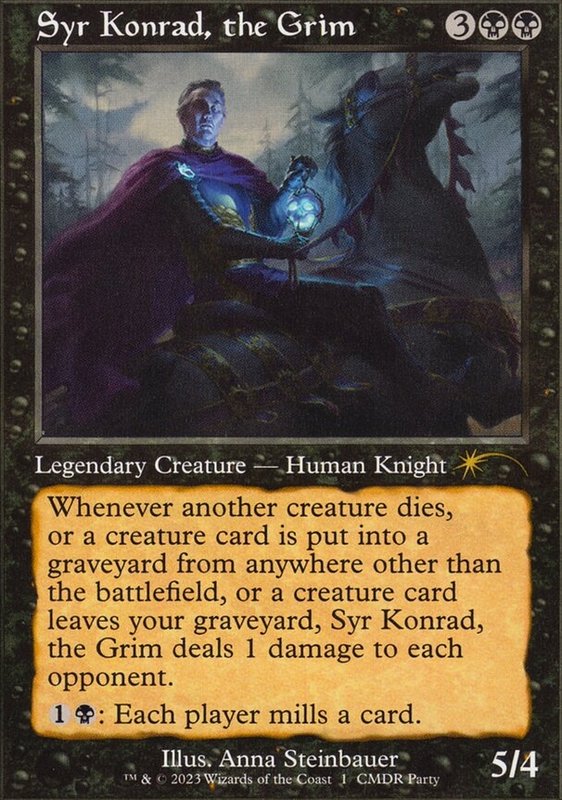 Syr Konrad, the Grim 3
Legendary Creature — Human Knight
Whenever another creature dies,
or a creature card is put into a
graveyard from anywhere other than
the battlefield, or a creature card
leaves your graveyard, Syr Konrad,
the Grim deals 1 damage to each
opponent.
1 : Each player mills a card.
Illus. Anna Steinbauer
5/4
™ & © 2023 Wizards of the Coast 1 CMDR Party